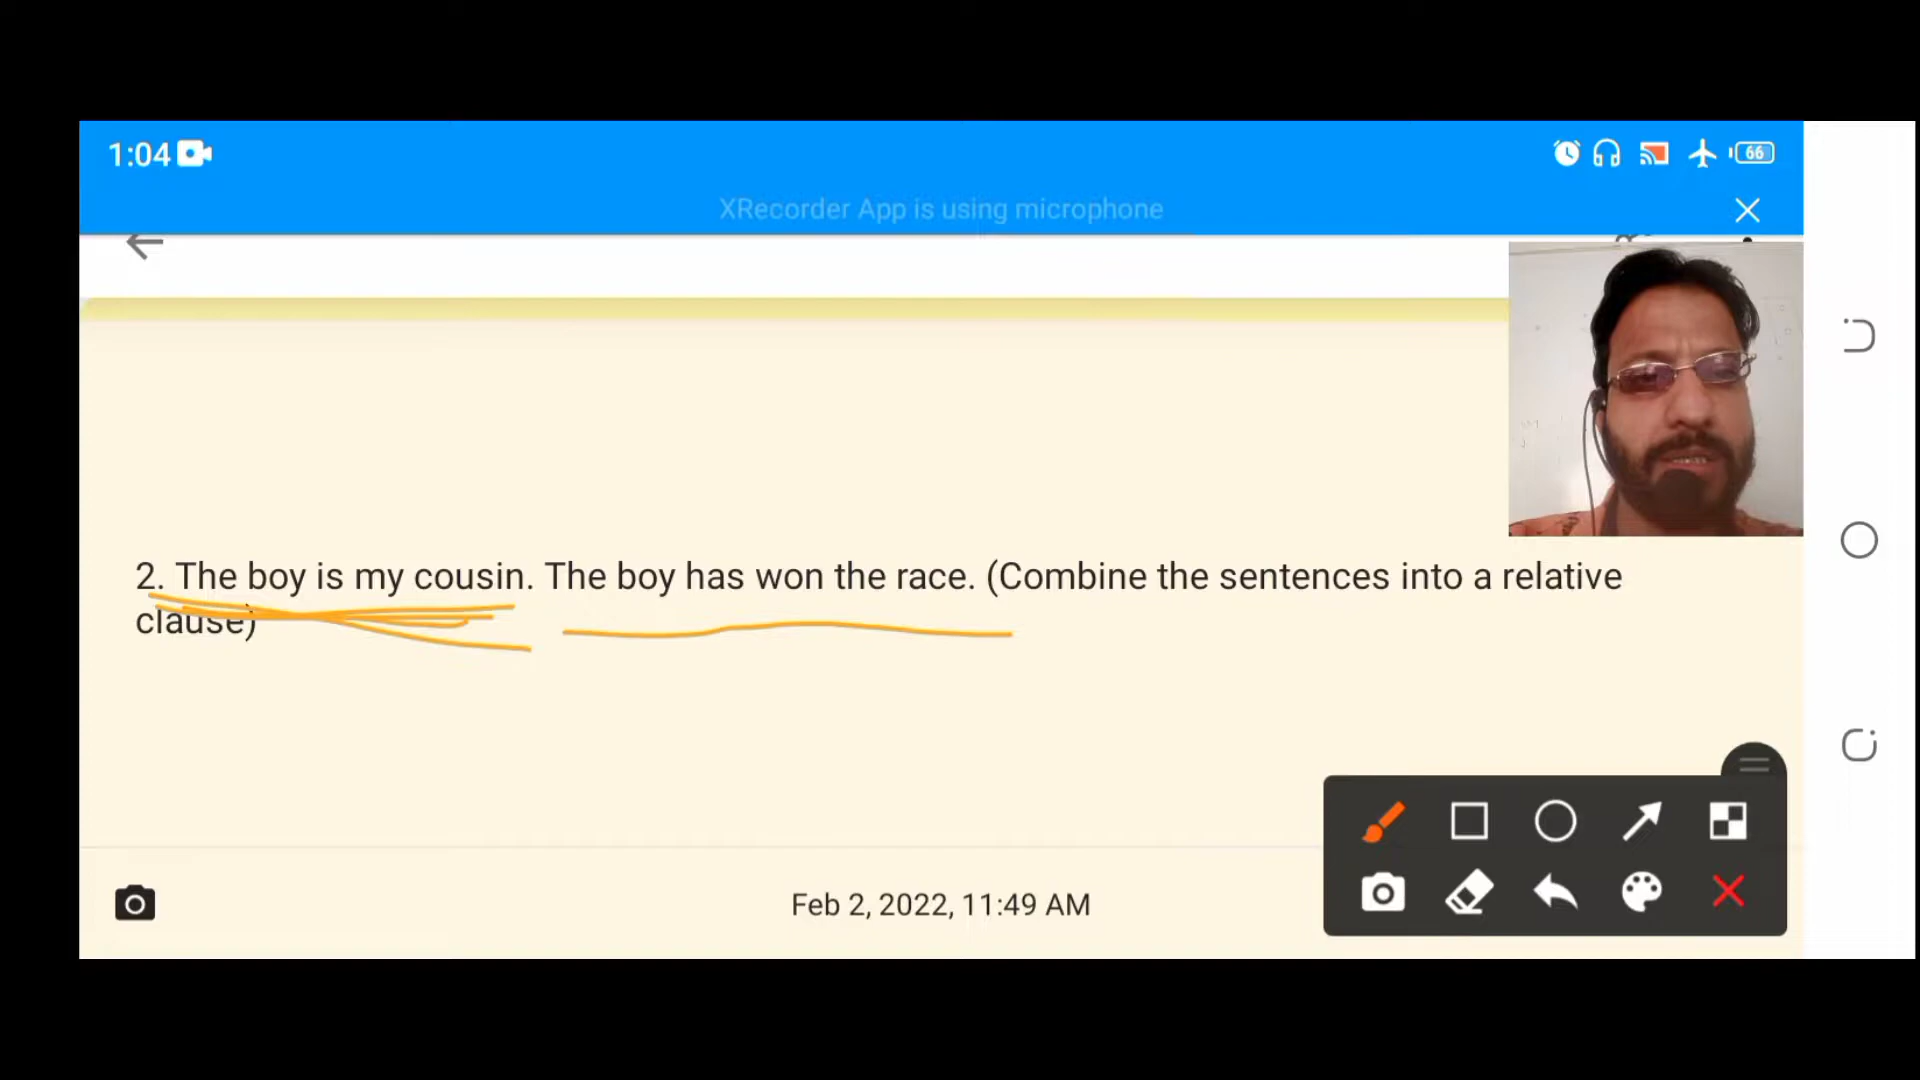 1:04
66
XRecorder App is using microphone
2. The boy is my cousin. The boy has won the race. (Combine the sentences into a relative
clause)
Feb 2, 2022, 11:49 AM